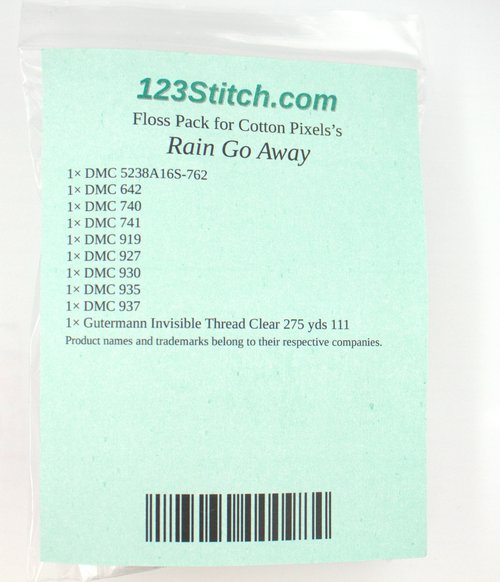 123Stitch.com
Floss Pack for Cotton Pixels's
Rain Go Away
1× DMC 5238A16S-762
1× DMC 642
1× DMC 740
1× DMC 741
1× DMC 919
1× DMC 927
1× DMC 930
1× DMC 935
1× DMC 937
1× Gutermann Invisible Thread Clear 275 yds 111
Product names and trademarks belong to their respective companies.